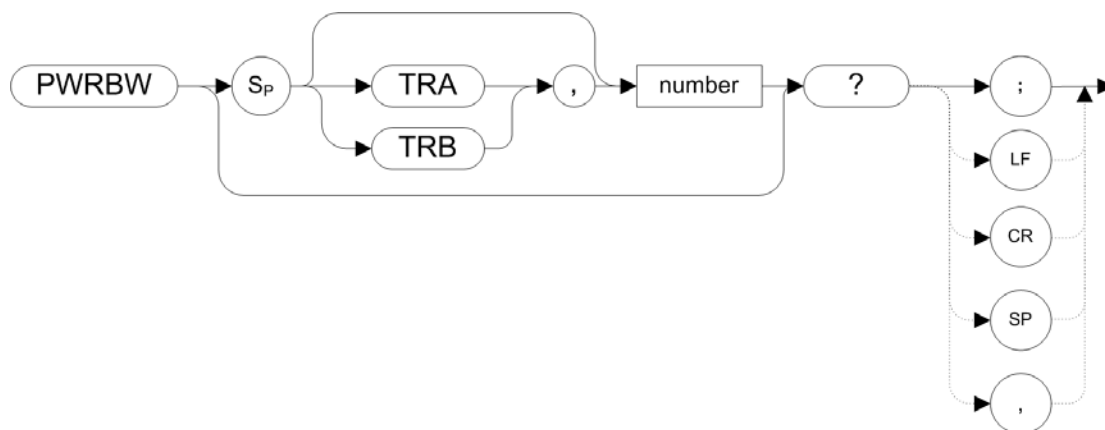 PWRBW
SP
TRA
TRB
,
number
?
;
LF
CR
SP
,